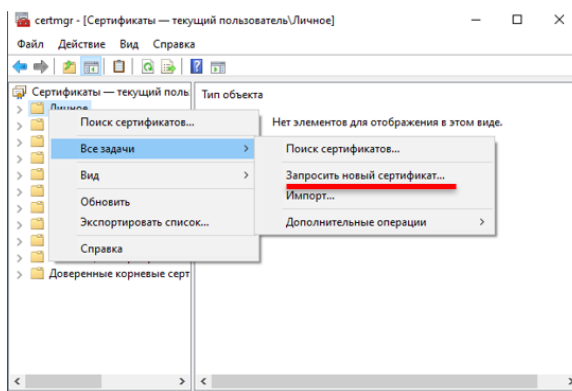 certmgr - [Сертификаты — текущий пользователь\Личное]
Файл Действие Вид Справка
Сертификаты — текущий поль
Тип объекта
Личное
Нет элементов для отображения в этом виде.
Поиск сертификатов...
Все задачи
Вид
Обновить
Экспортировать список...
Справка
Поиск сертификатов...
Запросить новый сертификат...
Импорт...
Дополнительные операции
Доверенные корневые серт